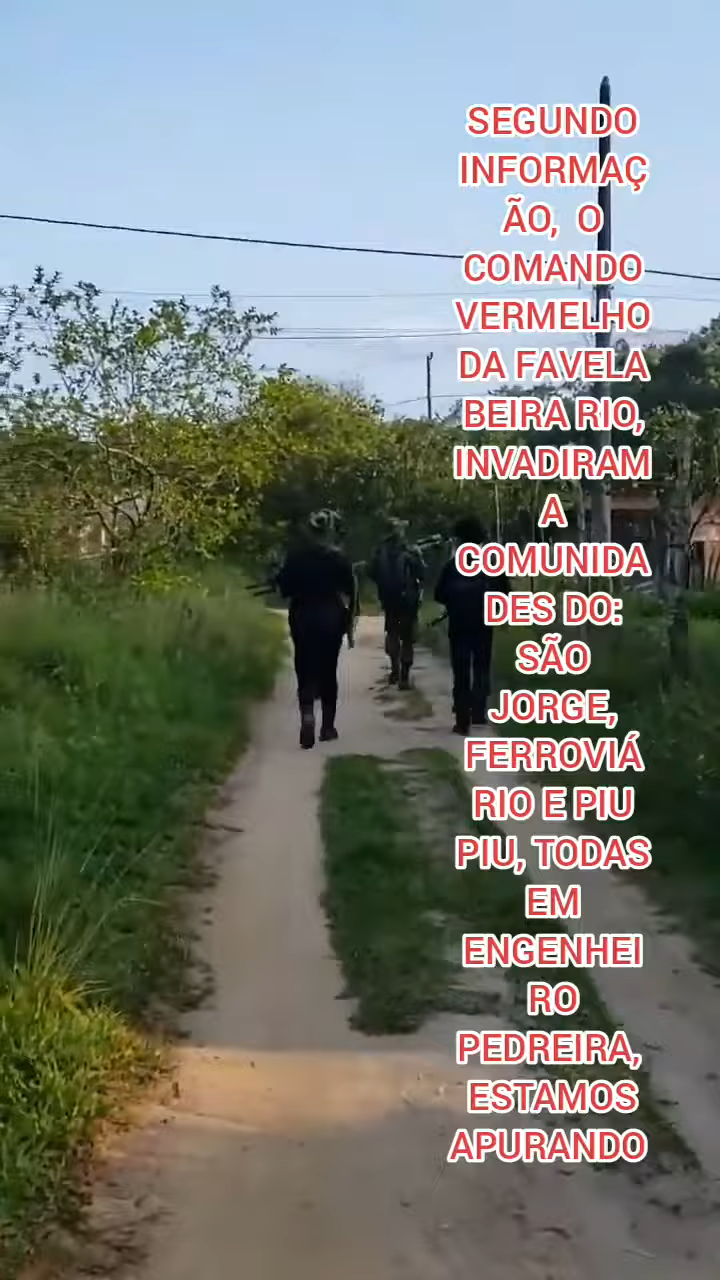 SEGUNDO
INFORMAÇ
ÃO, O
COMANDO
VERMELHO
DA FAVELA
BEIRA RIO,
INVADIRAM
A
COMUNIDA
DES DO:
SÃO
JORGE,
FERROVIÁ
RIO E PIU
PIU, TODAS
EM
ENGENHEI
RO
PEDREIRA,
ESTAMOS
APURANDO